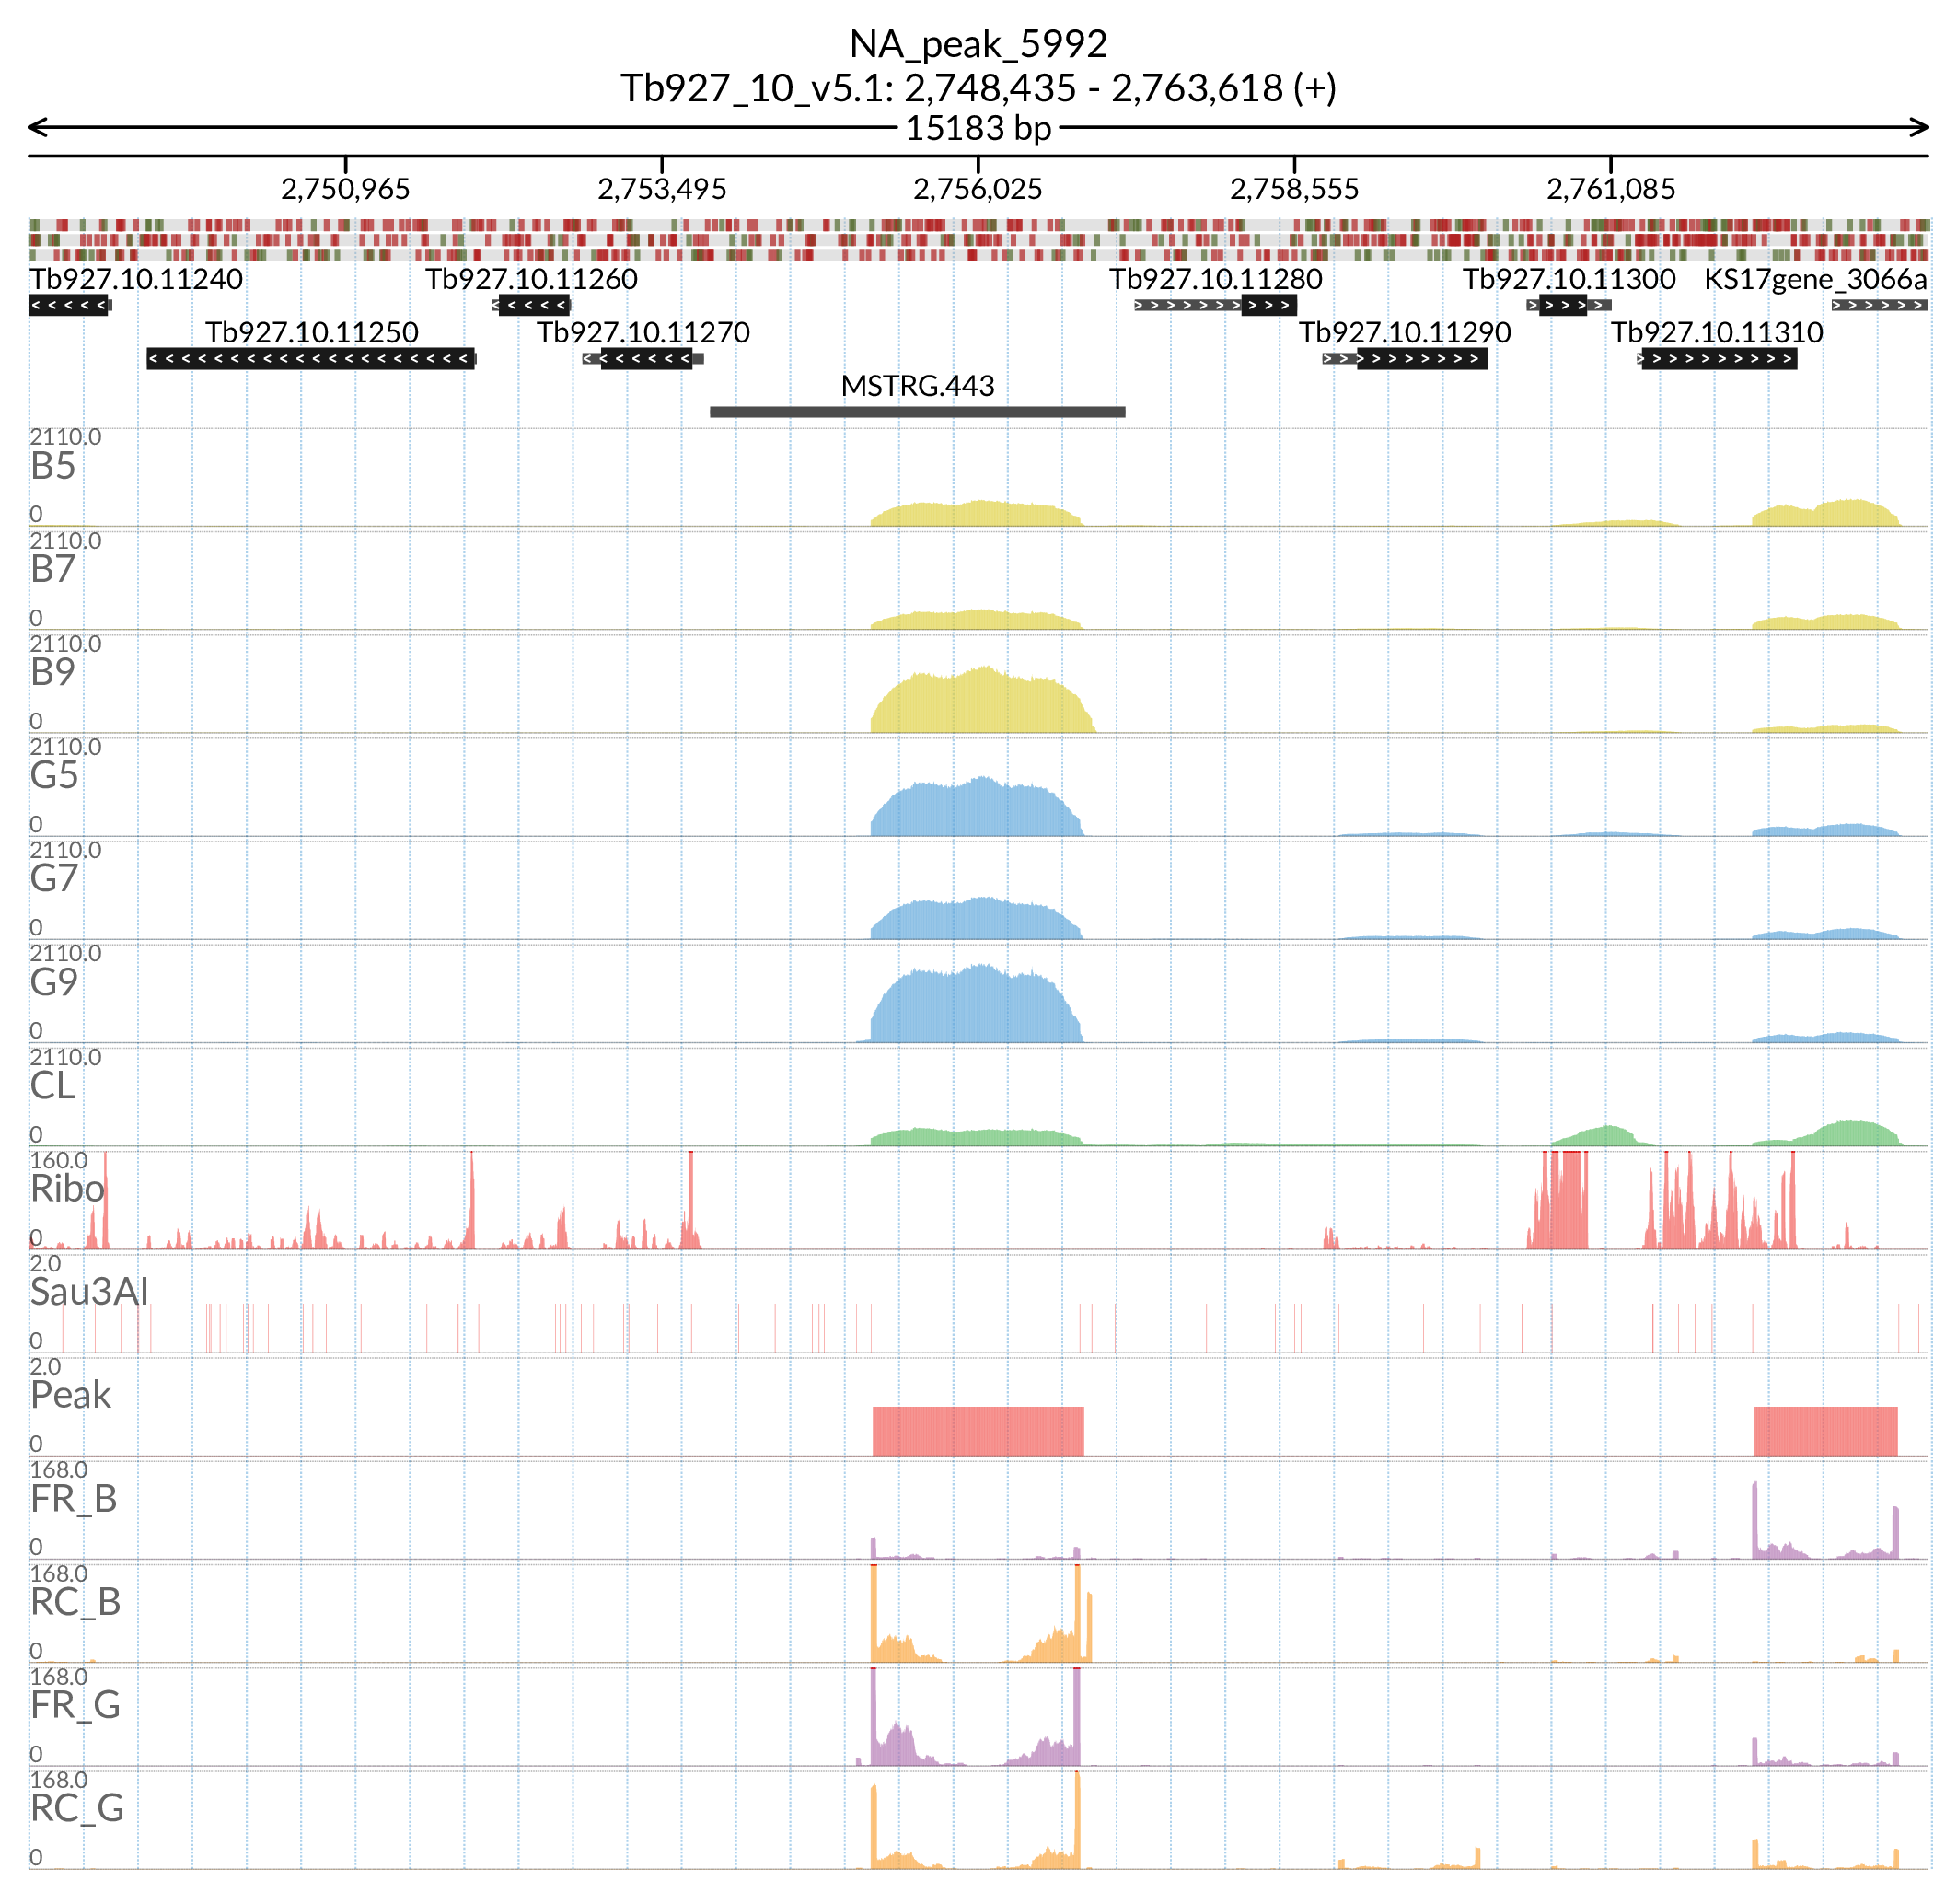 NA_peak_5992
Tb927_10_v5.1: 2,748,435 - 2,763,618 (+)
15183 bp
2,750,965 2,753,495 2,756,025 2,758,555 2,761,085
Tb927.10.11240 Tb927.10.11260 Tb927.10.11280 Tb927.10.11300 KS17gene_3066a
Tb927.10.11250 Tb927.10.11270 Tb927.10.11290 Tb927.10.11310
MSTRG.443
2110.0
B5
0
2110.0
B7
0
2110.0
B9
0
2110.0
G5
0
2110.0
G7
0
2110.0
G9
0
2110.0
CL
0
160.0
Ribo
0
2.0
Sau3AI
0
2.0
Peak
0
168.0
FR_B
0
168.0
RC_B
0
168.0
FR_G
0
168.0
RC_G
0